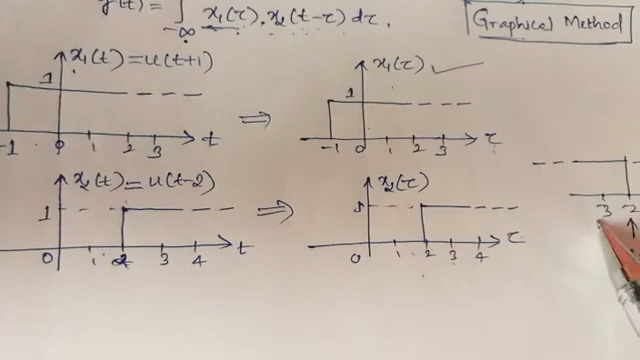 y(t) = ∫ x₁(τ).x₂(t-τ) dτ.
-∞
Graphical Method
x₁(t)=u(t+1)
1
-1 0 1 2 3 t
⇒
x₁(τ) ✓
1
-1 0 1 2 3 τ
x₂(t)=u(t-2)
1
0 1 2 3 4 t
⇒
x₂(τ)
1
0 1 2 3 4 τ
3 2